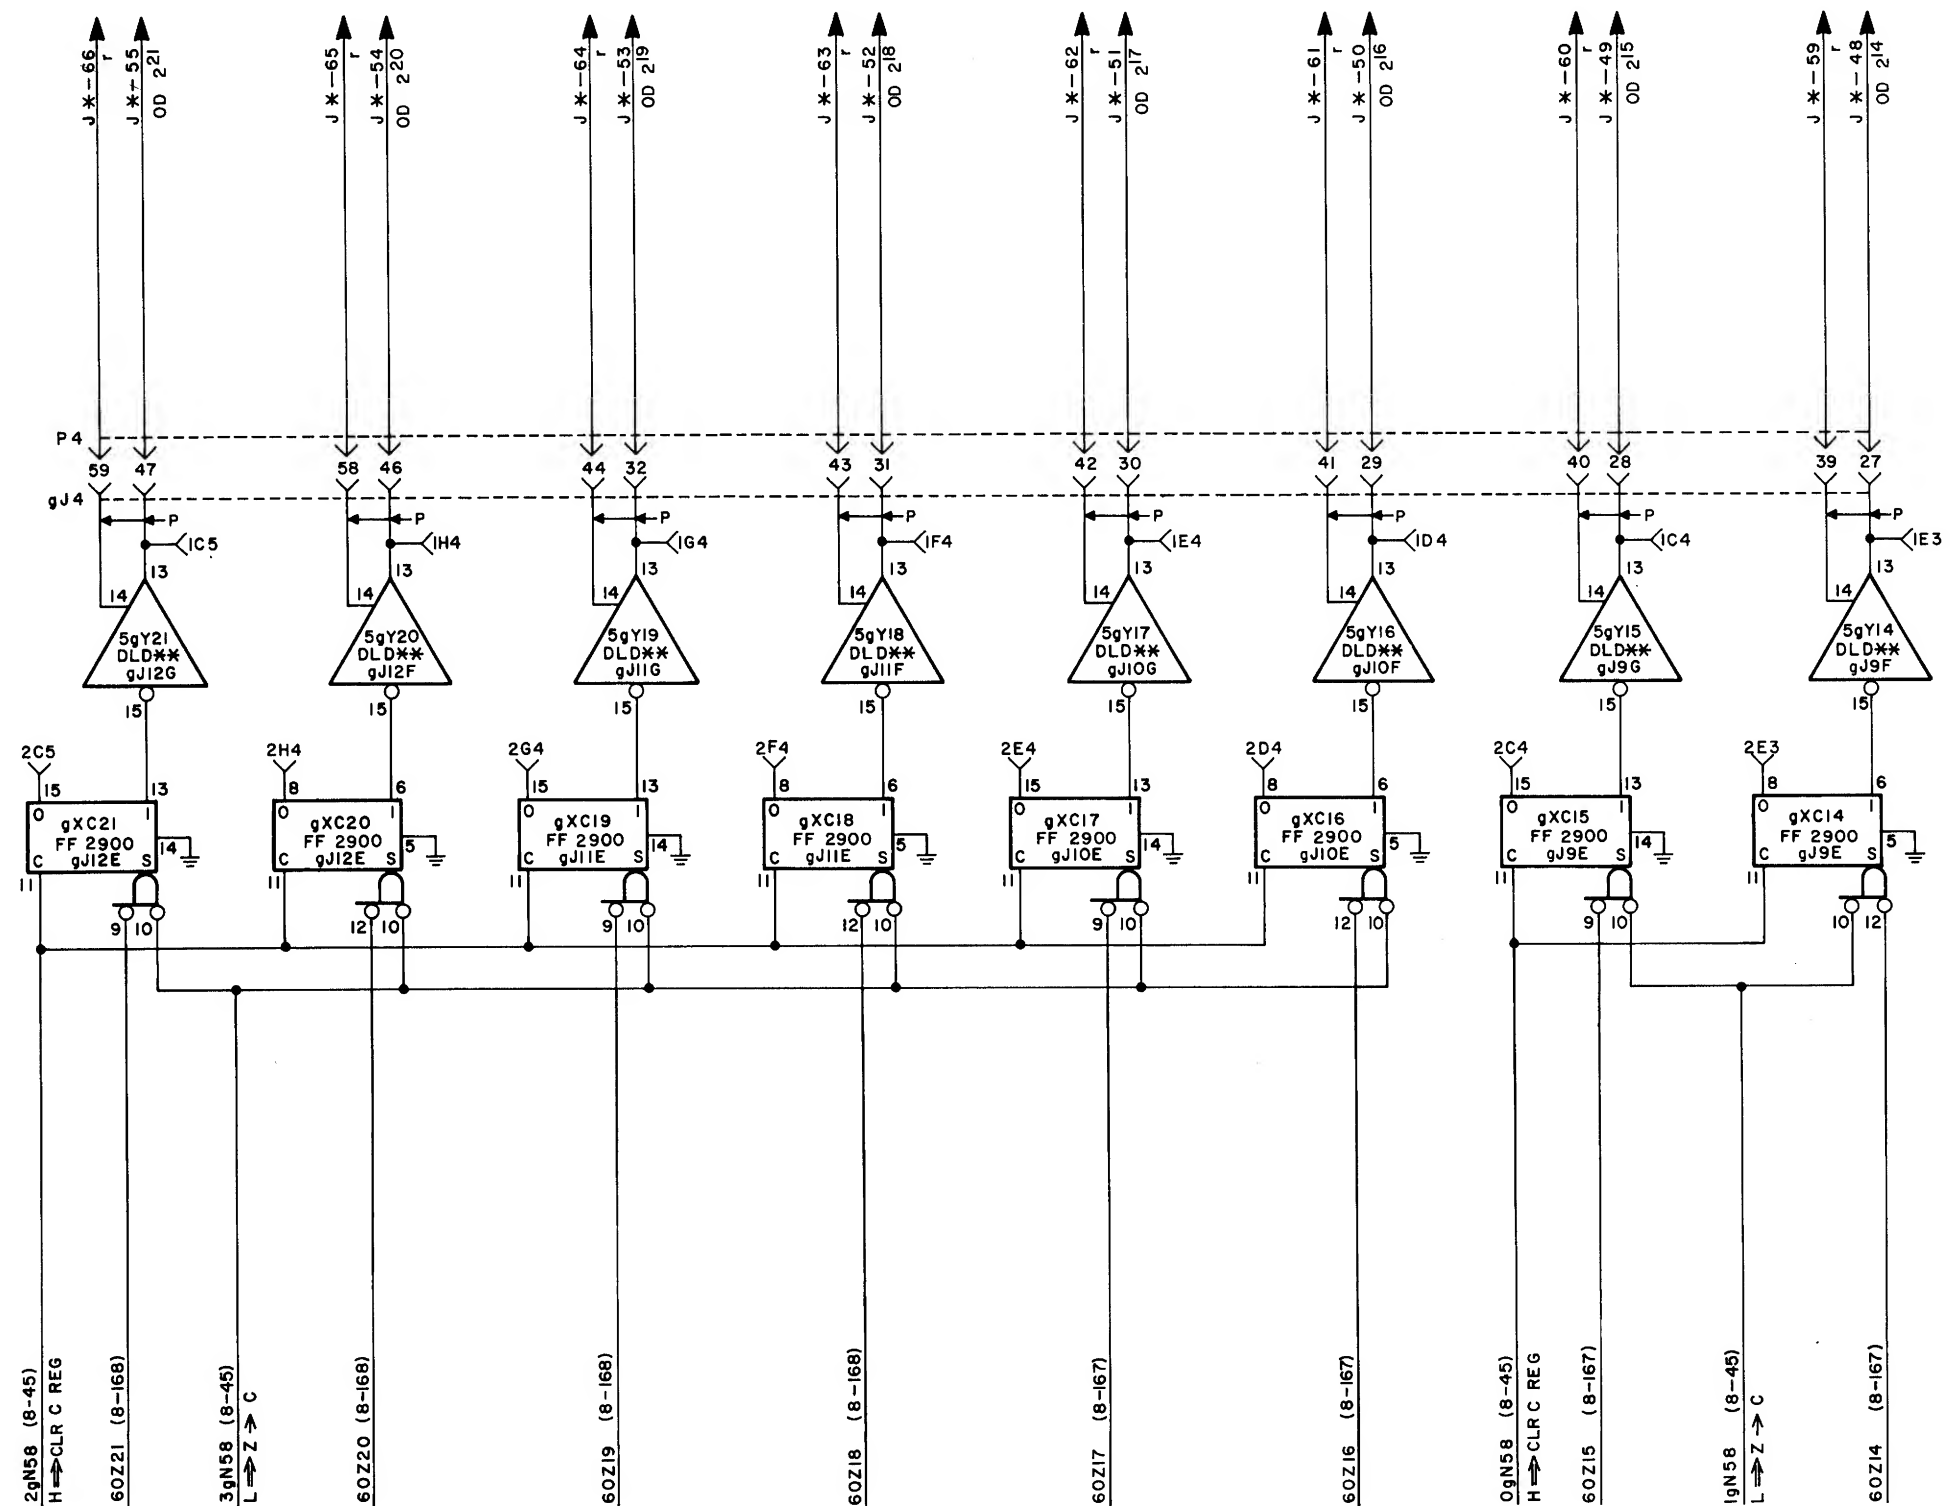 J*-66
r
J*-55
OD 2^21
J*-65
r
J*-54
OD 2^20
J*-64
r
J*-53
OD 2^19
J*-63
r
J*-52
OD 2^18
J*-62
r
J*-51
OD 2^17
J*-61
r
J*-50
OD 2^16
J*-60
r
J*-49
OD 2^15
J*-59
r
J*-48
OD 2^14
P4
59 47 58 46 44 32 43 31 42 30 41 29 40 28 39 27
gJ4
P P P P P P P P
1C5 1H4 1G4 1F4 1E4 1D4 1C4 1E3
13 13 13 13 13 13 13 13
14 14 14 14 14 14 14 14
5gY21 5gY20 5gY19 5gY18 5gY17 5gY16 5gY15 5gY14
DLD** DLD** DLD** DLD** DLD** DLD** DLD** DLD**
gJ12G gJ12F gJ11G gJ11F gJ10G gJ10F gJ9G gJ9F
15 15 15 15 15 15 15 15
2C5 2H4 2G4 2F4 2E4 2D4 2C4 2E3
15 13 8 6 15 13 8 6 15 13 8 6 15 13 8 6
O 1 O 1 O 1 O 1 O 1 O 1 O 1 O 1
gXC21 gXC20 gXC19 gXC18 gXC17 gXC16 gXC15 gXC14
FF 2900 FF 2900 FF 2900 FF 2900 FF 2900 FF 2900 FF 2900 FF 2900
14 5 14 5 14 5 14 5
C gJ12E S C gJ12E S C gJ11E S C gJ11E S C gJ10E S C gJ10E S C gJ9E S C gJ9E S
11 11 11 11 11 11 11 11
9 10 12 10 9 10 12 10 9 10 12 10 9 10 10 12
2gN58 (8-45)
H⇒CLR C REG
60Z21 (8-168)
3gN58 (8-45)
L⇒Z→C
60Z20 (8-168)
60Z19 (8-168)
60Z18 (8-168)
60Z17 (8-167)
60Z16 (8-167)
0gN58 (8-45)
H⇒CLR C REG
60Z15 (8-167)
1gN58 (8-45)
L⇒Z→C
60Z14 (8-167)